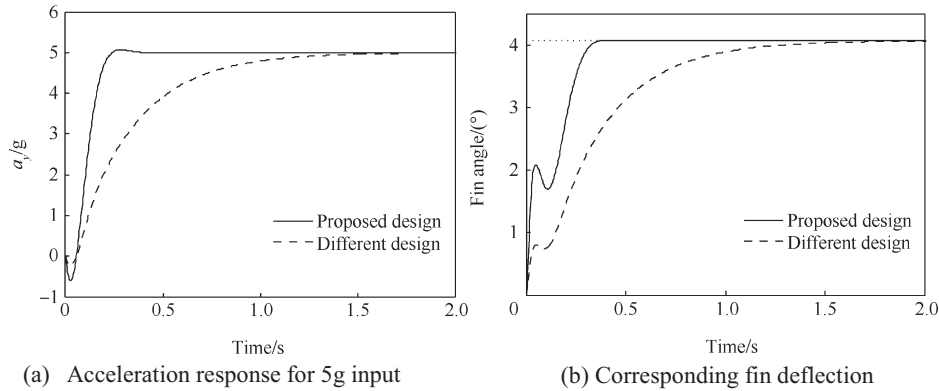 6
5
4
3
2
1
0
−1
a_y/g
Proposed design
Different design
0
0.5
1.0
1.5
2.0
Time/s
(a) Acceleration response for 5g input
4
3
2
1
Fin angle/(°)
Proposed design
Different design
0
0.5
1.0
1.5
2.0
Time/s
(b) Corresponding fin deflection